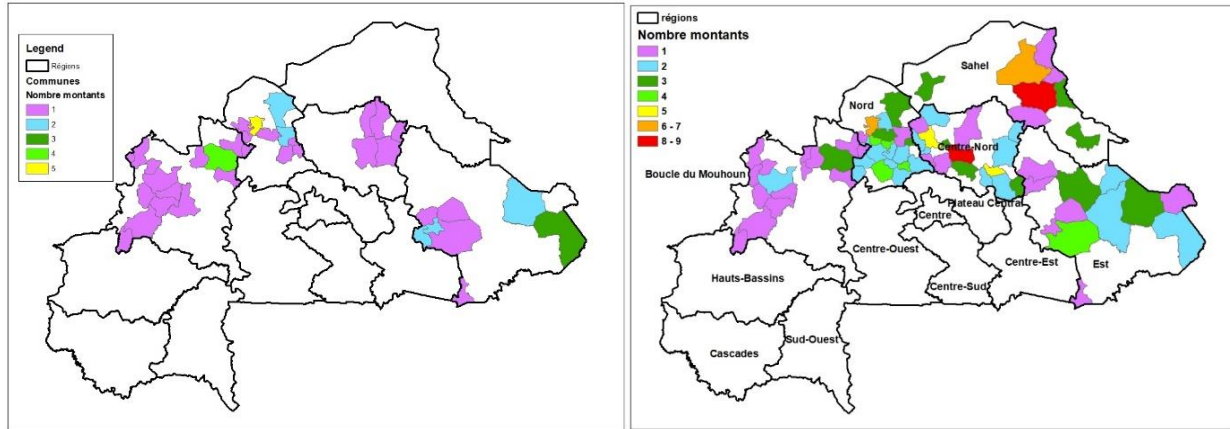 Legend
Régions
Communes
Nombre montants
1
2
3
4
5
régions
Nombre montants
1
2
3
4
5
6 - 7
8 - 9
Sahel
Nord
Centre-Nord
Boucle du Mouhoun
Plateau Central
Centre
Centre-Ouest
Centre-Est
Est
Hauts-Bassins
Centre-Sud
Sud-Ouest
Cascades